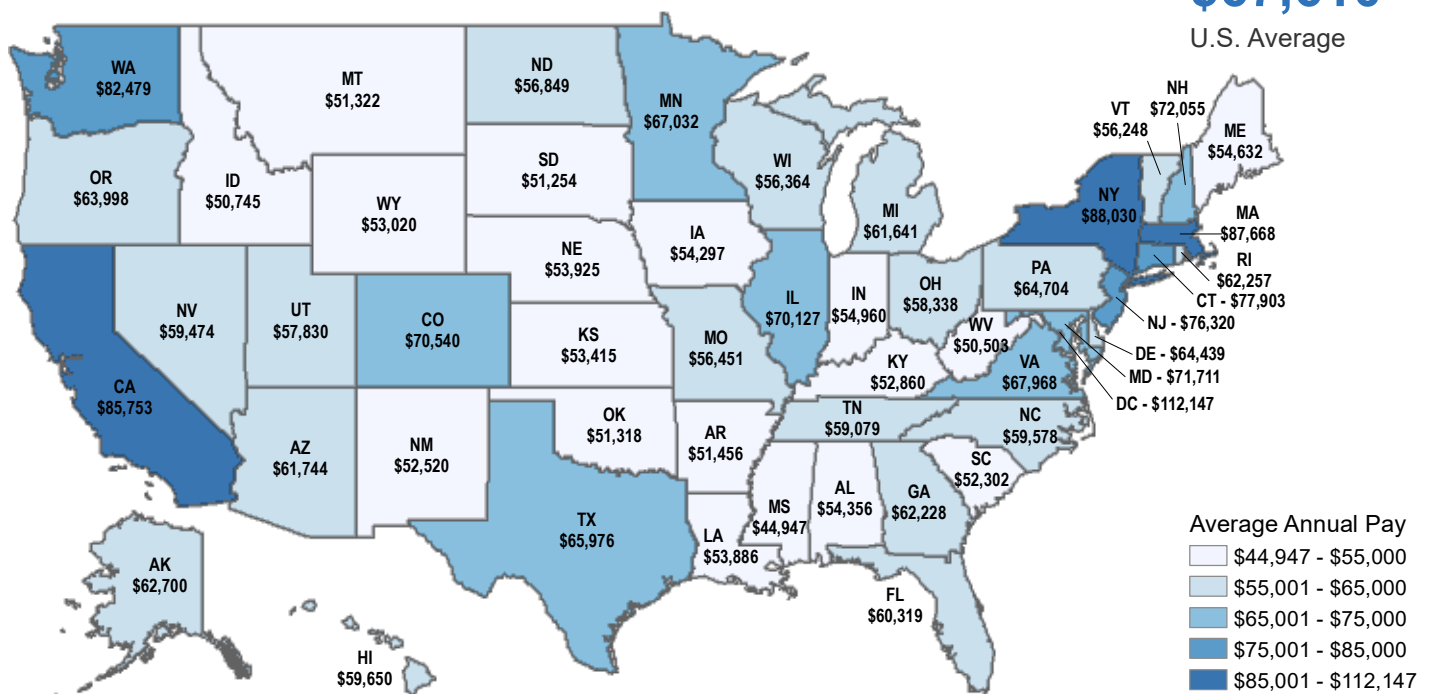 U.S. Average
WA
$82,479
MT
$51,322
ND
$56,849
MN
$67,032
NH
$72,055
VT
$56,248
ME
$54,632
OR
$63,998
ID
$50,745
WY
$53,020
SD
$51,254
WI
$56,364
MI
$61,641
NY
$88,030
MA
$87,668
RI
$62,257
CT - $77,903
NJ - $76,320
DE - $64,439
MD - $71,711
DC - $112,147
NE
$53,925
IA
$54,297
PA
$64,704
NV
$59,474
UT
$57,830
CO
$70,540
KS
$53,415
MO
$56,451
IL
$70,127
IN
$54,960
OH
$58,338
WV
$50,503
VA
$67,968
KY
$52,860
CA
$85,753
AZ
$61,744
NM
$52,520
OK
$51,318
AR
$51,456
TN
$59,079
NC
$59,578
SC
$52,302
TX
$65,976
LA
$53,886
MS
$44,947
AL
$54,356
GA
$62,228
FL
$60,319
AK
$62,700
HI
$59,650
Average Annual Pay
$44,947 - $55,000
$55,001 - $65,000
$65,001 - $75,000
$75,001 - $85,000
$85,001 - $112,147